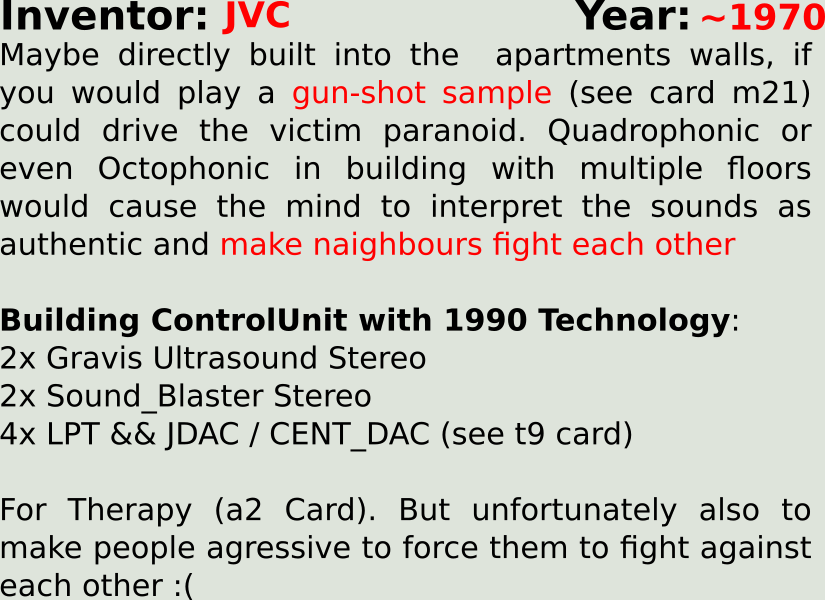 Inventor: JVC Year: ~1970
Maybe directly built into the apartments walls, if
you would play a gun-shot sample (see card m21)
could drive the victim paranoid. Quadrophonic or
even Octophonic in building with multiple floors
would cause the mind to interpret the sounds as
authentic and make naighbours fight each other
Building ControlUnit with 1990 Technology:
2x Gravis Ultrasound Stereo
2x Sound_Blaster Stereo
4x LPT && JDAC / CENT_DAC (see t9 card)
For Therapy (a2 Card). But unfortunately also to
make people agressive to force them to fight against
each other :(